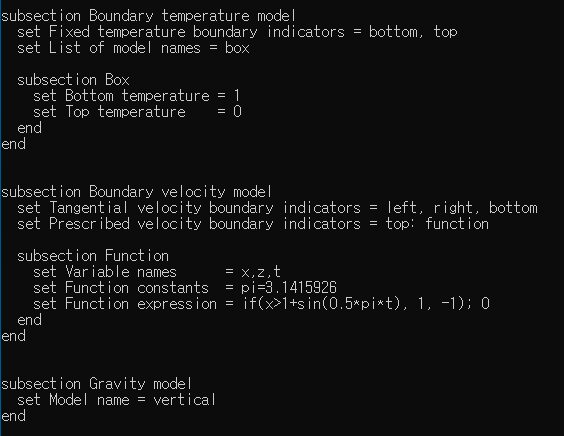 subsection Boundary temperature model
  set Fixed temperature boundary indicators = bottom, top
  set List of model names = box

  subsection Box
    set Bottom temperature = 1
    set Top temperature    = 0
  end
end


subsection Boundary velocity model
  set Tangential velocity boundary indicators = left, right, bottom
  set Prescribed velocity boundary indicators = top: function

  subsection Function
    set Variable names      = x,z,t
    set Function constants  = pi=3.1415926
    set Function expression = if(x>1+sin(0.5*pi*t), 1, -1); 0
  end
end


subsection Gravity model
  set Model name = vertical
end